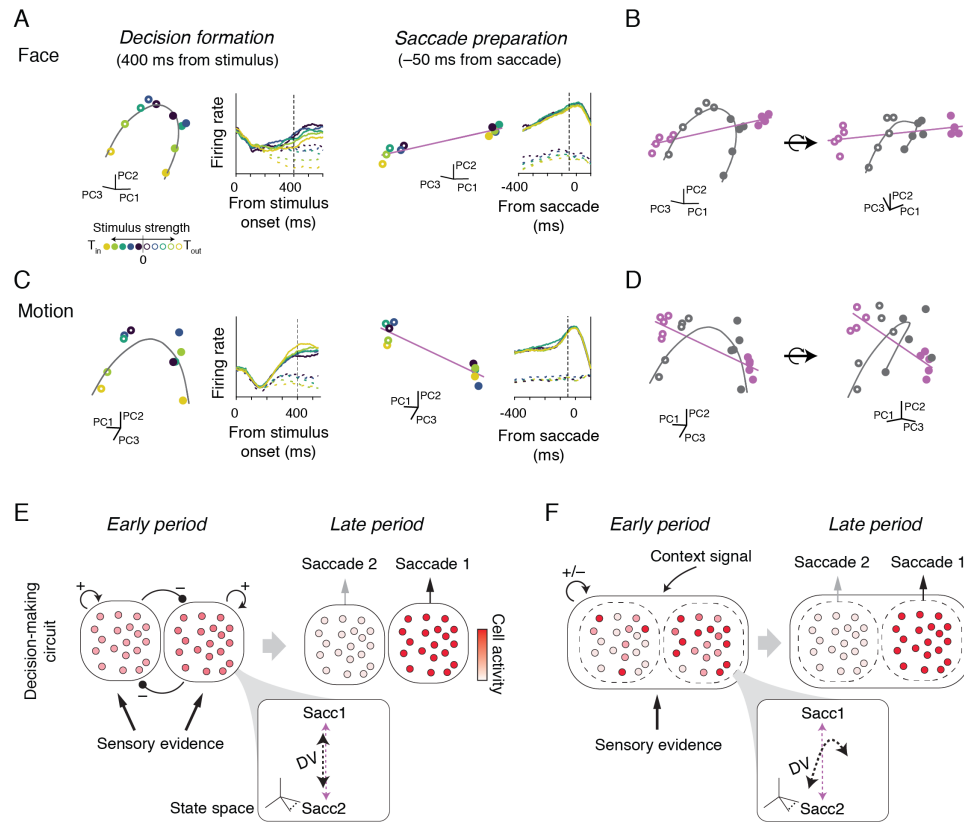 A
B
Decision formation
(400 ms from stimulus)
Saccade preparation
(−50 ms from saccade)
Face
Firing rate
PC3
PC2
PC1
0
400
From stimulus
onset (ms)
PC3
PC2
PC1
-400
0
From saccade
(ms)
PC3
PC2
PC1
PC3
PC2
PC1
Stimulus strength
Tin
Tout
0
C
D
Motion
Firing rate
PC1
PC2
PC3
0
400
From stimulus
onset (ms)
PC1
PC2
PC3
-400
0
From saccade
(ms)
PC1
PC2
PC3
PC1
PC2
PC3
E
F
Early period
Late period
Early period
Late period
Decision-making
circuit
+
−
+
−
Saccade 2
Saccade 1
Cell activity
Sensory evidence
+/−
Context signal
Saccade 2
Saccade 1
Sensory evidence
State space
Sacc1
DV
Sacc2
Sacc1
DV
Sacc2